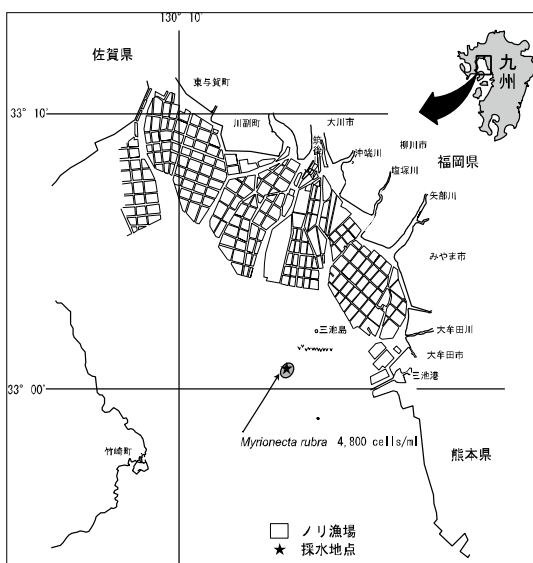 130° 10′
佐賀県
九州
東与賀町
33° 10′
川副町
大川市
筑後川
沖端川
柳川市
福岡県
塩塚川
矢部川
みやま市
三池島
大牟田川
大牟田市
三池港
33° 00′
Myrionecta rubra 4,800 cells/ml
竹崎町
熊本県
ノリ漁場
採水地点